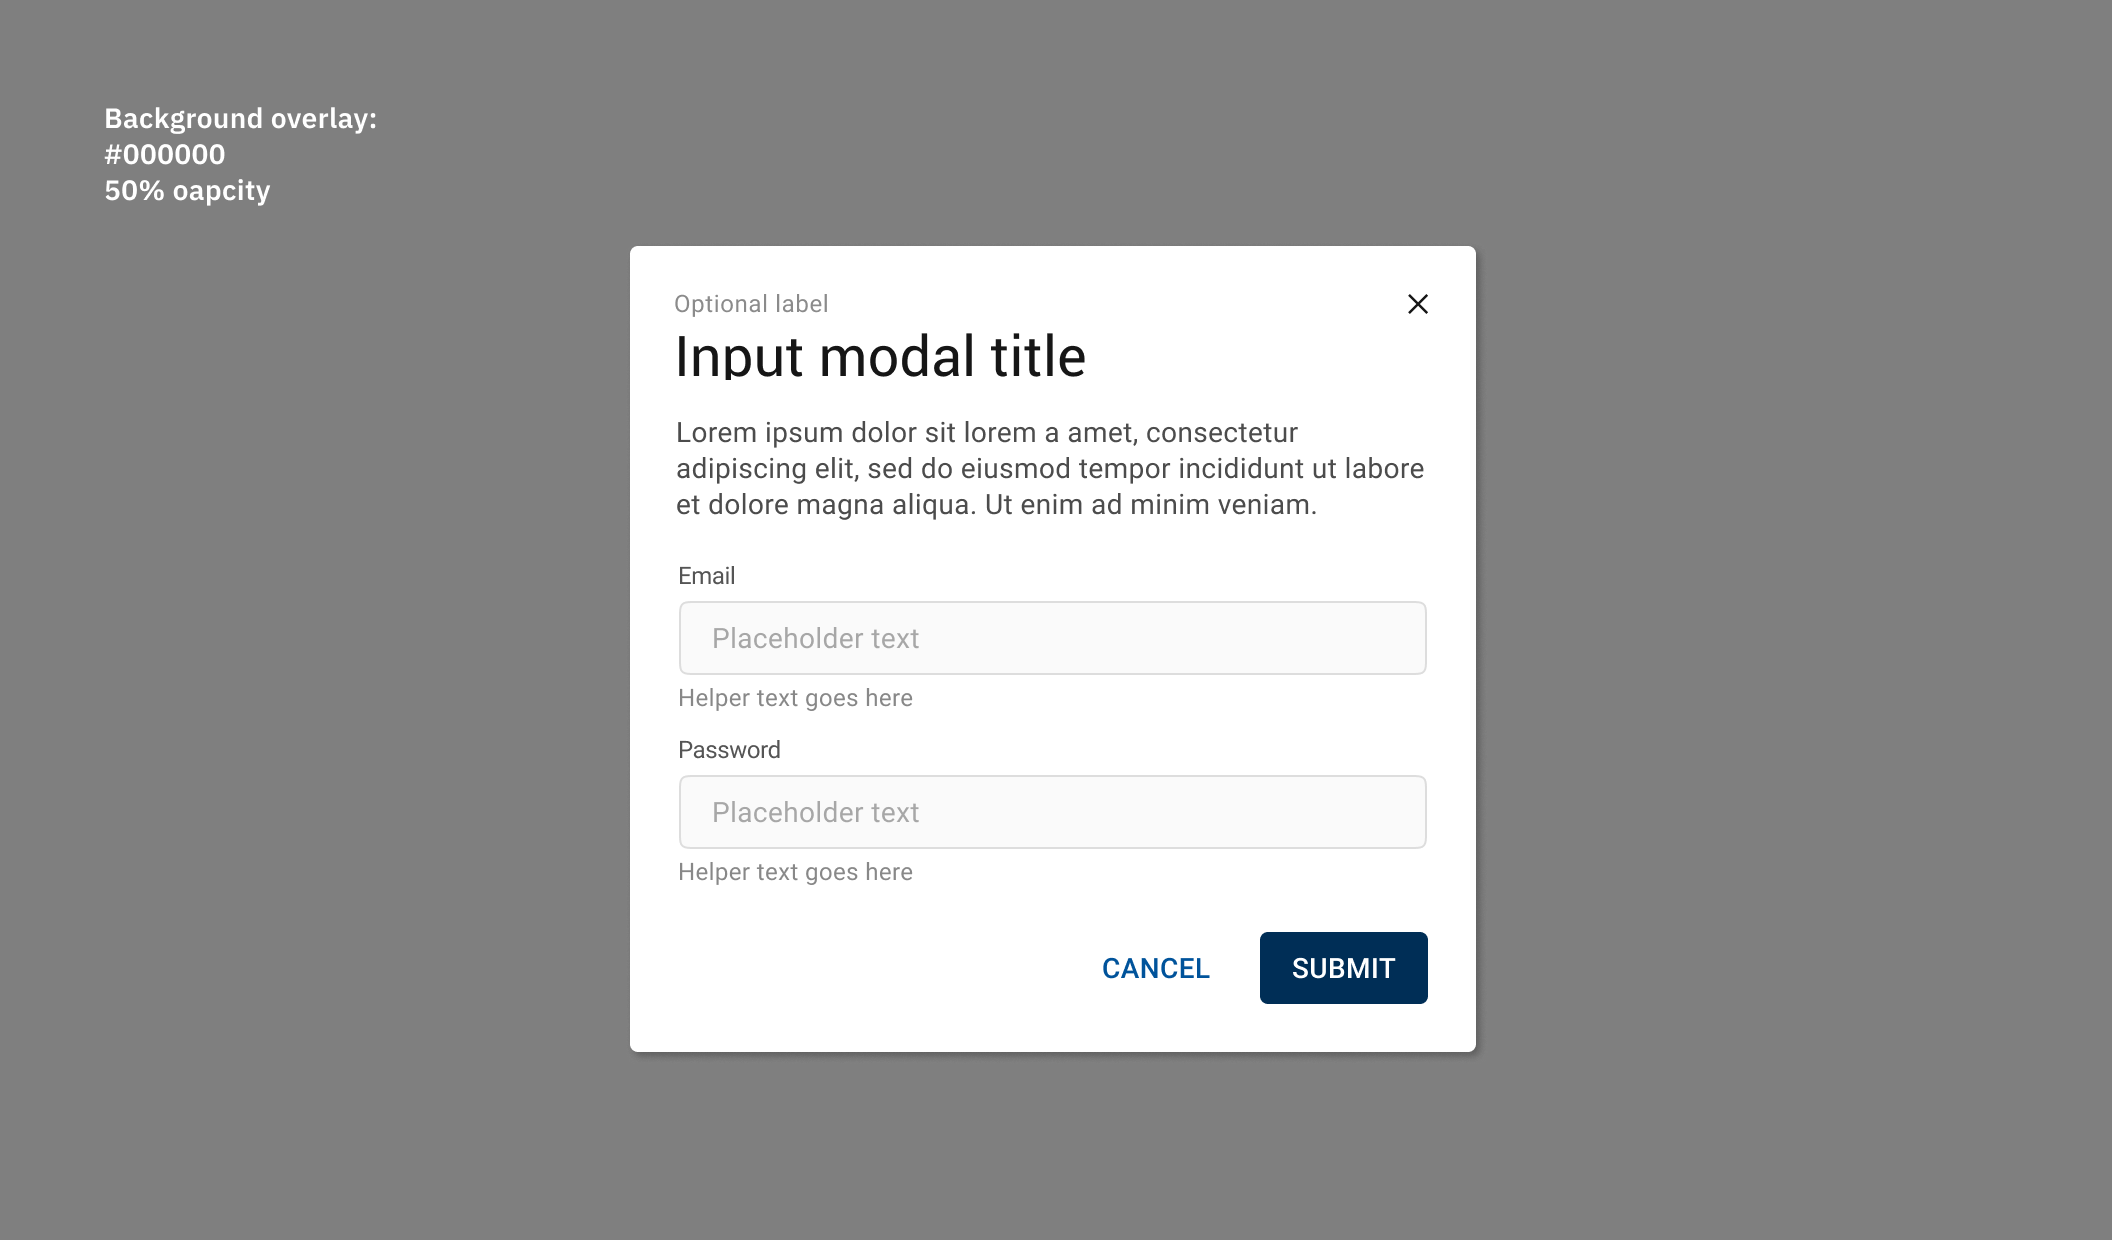 Background overlay:
#000000
50% oapcity
Optional label
Input modal title
Lorem ipsum dolor sit lorem a amet, consectetur
adipiscing elit, sed do eiusmod tempor incididunt ut labore
et dolore magna aliqua. Ut enim ad minim veniam.
Email
Placeholder text
Helper text goes here
Password
Placeholder text
Helper text goes here
CANCEL
SUBMIT